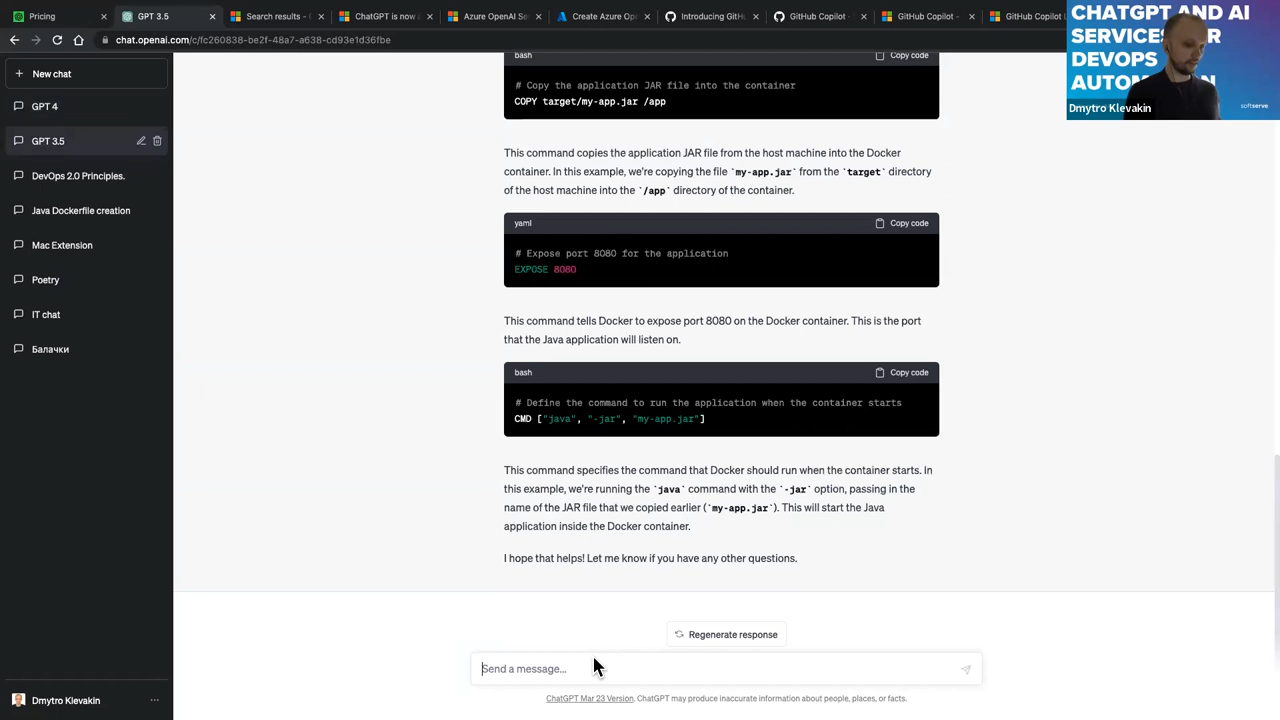 Pricing
GPT 3.5
Search results -
ChatGPT is now
Azure OpenAI Se
Create Azure Op
Introducing GitH
GitHub Copilot
GitHub Copilot -
GitHub Copilot
chat.openai.com/c/fc260838-be2f-48a7-a638-cd93e1d36fbe
New chat
GPT 4
GPT 3.5
DevOps 2.0 Principles.
Java Dockerfile creation
Mac Extension
Poetry
IT chat
Балачки
Dmytro Klevakin
bash
Copy code
# Copy the application JAR file into the container
COPY target/my-app.jar /app
This command copies the application JAR file from the host machine into the Docker
container. In this example, we're copying the file `my-app.jar` from the `target` directory
of the host machine into the `/app` directory of the container.
yaml
Copy code
# Expose port 8080 for the application
EXPOSE 8080
This command tells Docker to expose port 8080 on the Docker container. This is the port
that the Java application will listen on.
bash
Copy code
# Define the command to run the application when the container starts
CMD ["java", "-jar", "my-app.jar"]
This command specifies the command that Docker should run when the container starts. In
this example, we're running the `java` command with the `-jar` option, passing in the
name of the JAR file that we copied earlier (`my-app.jar`). This will start the Java
application inside the Docker container.
I hope that helps! Let me know if you have any other questions.
Regenerate response
Send a message...
ChatGPT Mar 23 Version. ChatGPT may produce inaccurate information about people, places, or facts.
CHATGPT AND AI
SERVICES
DEVOPS
Dmytro Klevakin
softserve